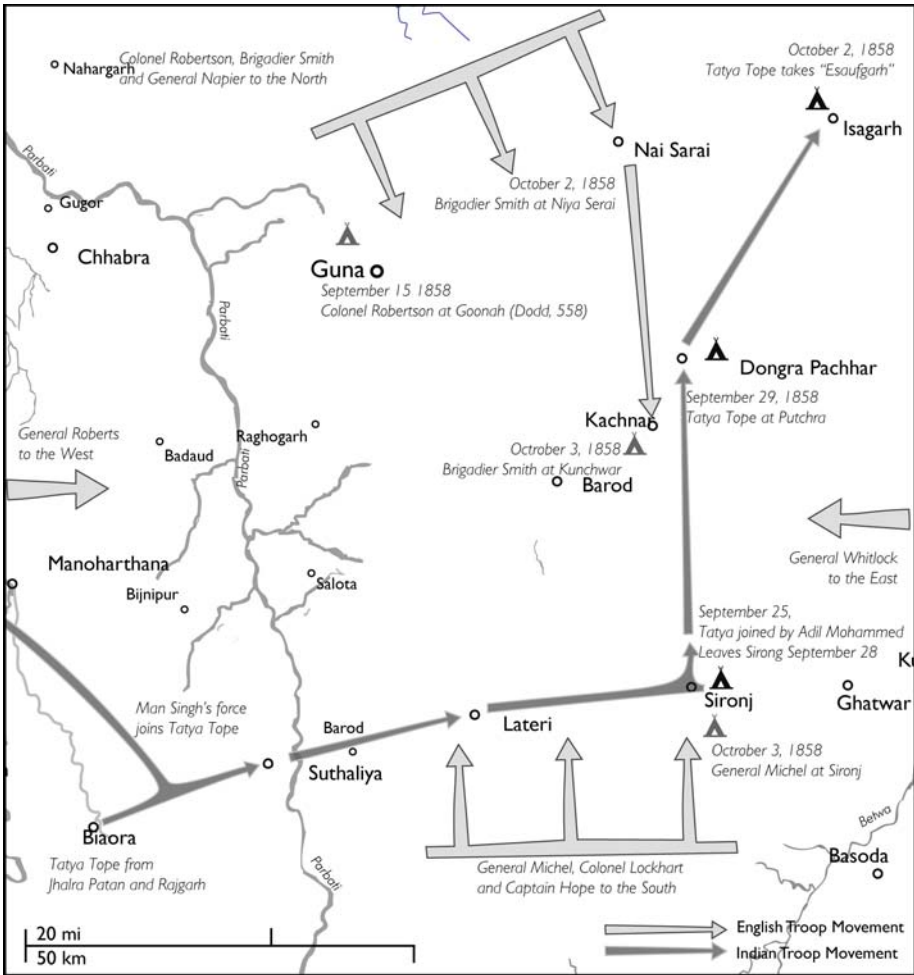 Nahargarh
Colonel Robertson, Brigadier Smith
and General Napier to the North
October 2, 1858
Tatya Tope takes “Esaufgarh”
Isagarh
Nai Sarai
Parbati
October 2, 1858
Brigadier Smith at Niya Serai
Gugor
Chhabra
Guna
September 15 1858
Colonel Robertson at Goonah (Dodd, 558)
Parbati
Dongra Pachhar
September 29, 1858
Tatya Tope at Putchra
Kachnar
General Roberts
to the West
Raghogarh
Badaud
Parbati
October 3, 1858
Brigadier Smith at Kunchwar
Barod
General Whitlock
to the East
Manoharthana
Bijnipur
Salota
September 25,
Tatya joined by Adil Mohammed
Leaves Sirong September 28
Ku
Sironj
Ghatwar
Man Singh's force
joins Tatya Tope
Barod
Lateri
Suthaliya
October 3, 1858
General Michel at Sironj
Biaora
Betwa
Basoda
Tatya Tope from
Jhalra Patan and Rajgarh
Parbati
General Michel, Colonel Lockhart
and Captain Hope to the South
20 mi
50 km
English Troop Movement
Indian Troop Movement